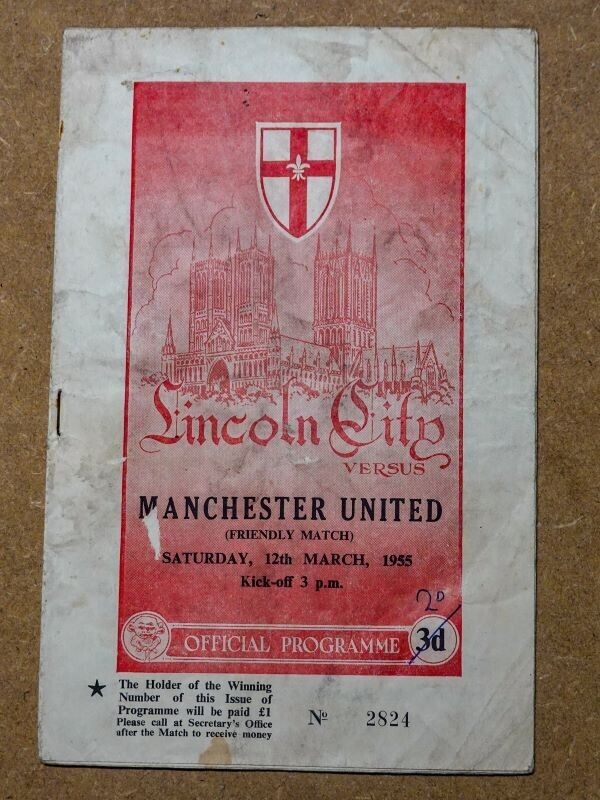 Lincoln City
VERSUS
MANCHESTER UNITED
(FRIENDLY MATCH)
SATURDAY, 12th MARCH, 1955
Kick-off 3 p.m.
2D
OFFICIAL PROGRAMME 3d
★ The Holder of the Winning
Number of this Issue of
Programme will be paid £1
Please call at Secretary's Office
after the Match to receive money
No 2824